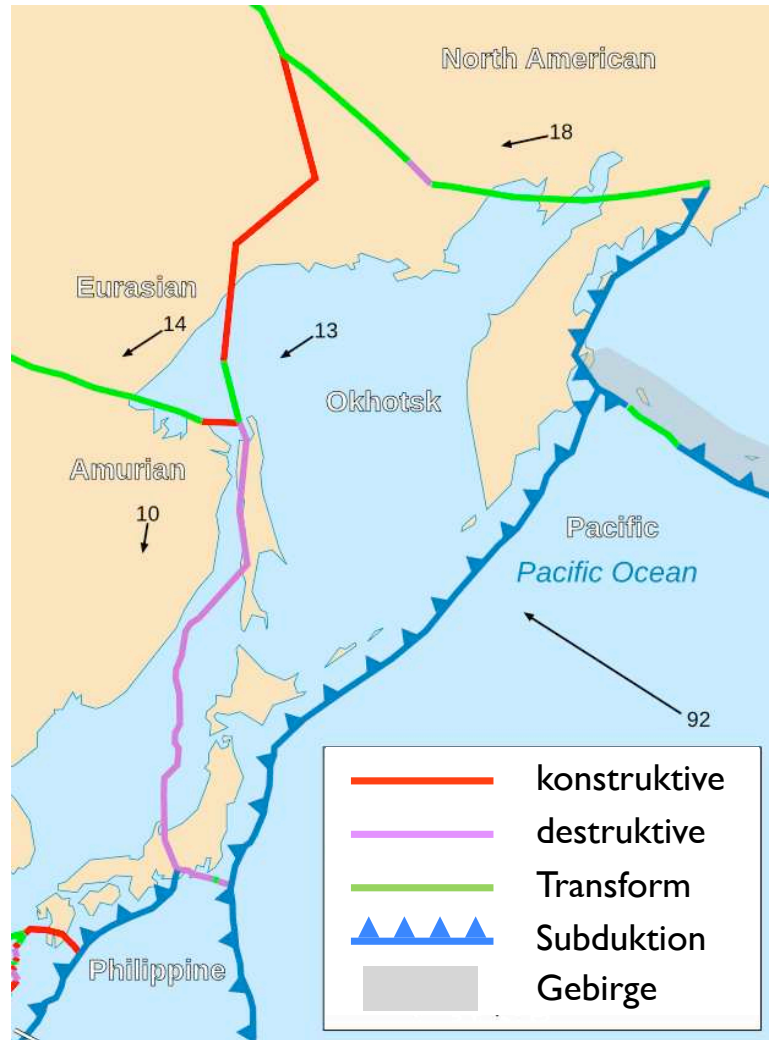 North American
18
Eurasian
14
13
Okhotsk
Amurian
10
Pacific
Pacific Ocean
92
konstruktive
destruktive
Transform
Subduktion
Gebirge
Philippine